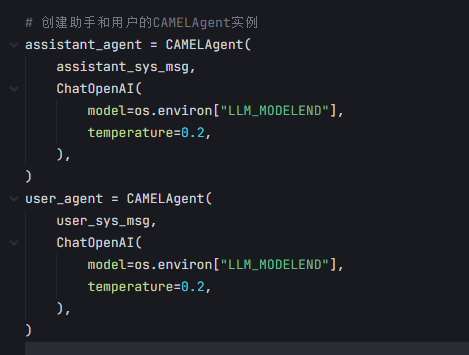 # 创建助手和用户的CAMELAgent实例
assistant_agent = CAMELAgent(
    assistant_sys_msg,
    ChatOpenAI(
        model=os.environ["LLM_MODELEND"],
        temperature=0.2,
    ),
)
user_agent = CAMELAgent(
    user_sys_msg,
    ChatOpenAI(
        model=os.environ["LLM_MODELEND"],
        temperature=0.2,
    ),
)